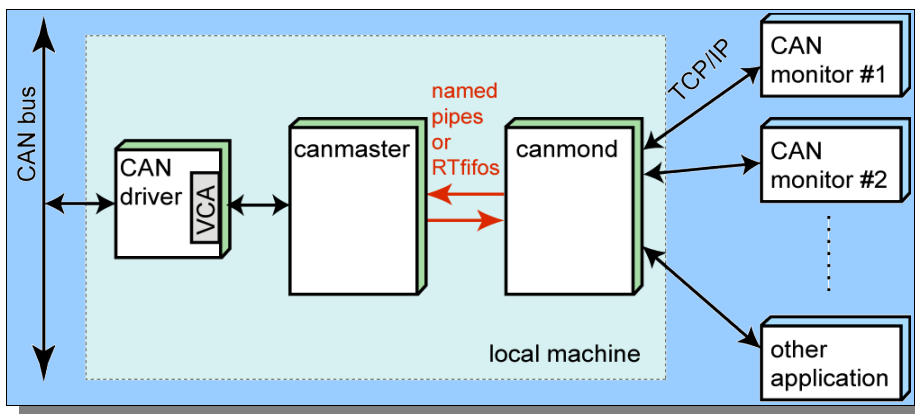 CAN bus
CAN
driver
VCA
canmaster
named
pipes
or
RTfifos
canmond
TCP/IP
CAN
monitor #1
CAN
monitor #2
other
application
local machine